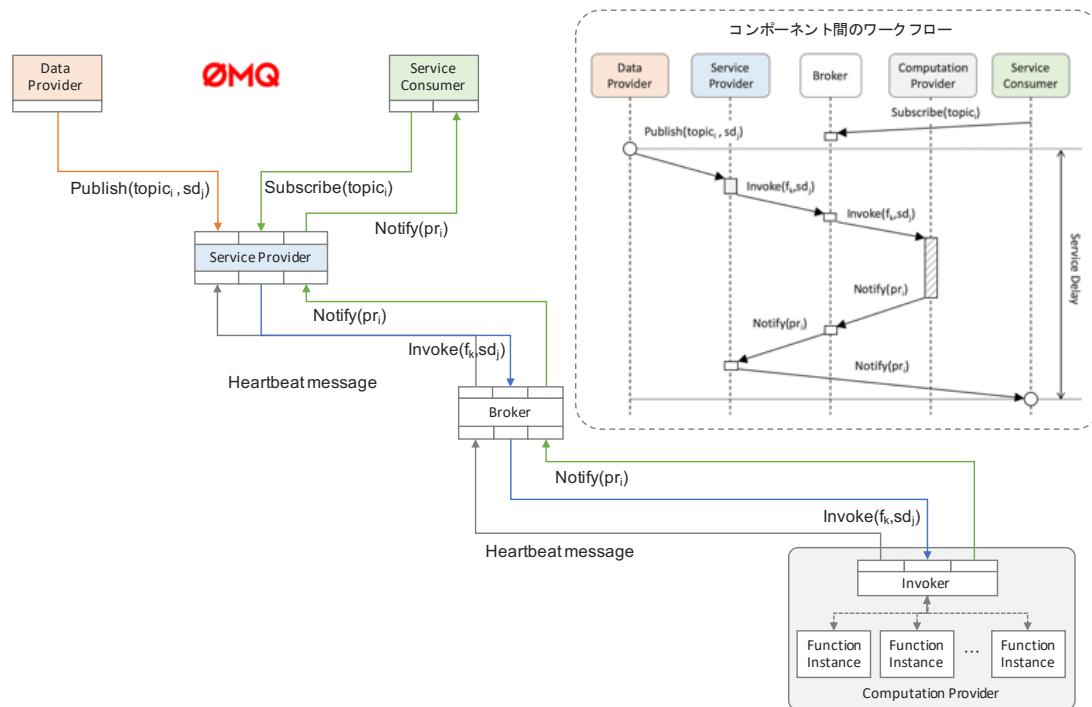 コンポーネント間のワークフロー
Data
Provider
ØMQ
Service
Consumer
Publish(topicᵢ , sdⱼ)
Subscribe(topicᵢ)
Notify(prᵢ)
Service Provider
Notify(prᵢ)
Invoke(fₖ,sdⱼ)
Heartbeat message
Broker
Notify(prᵢ)
Invoke(fₖ,sdⱼ)
Heartbeat message
Invoker
Function
Instance
Function
Instance
...
Function
Instance
Computation Provider
Data
Provider
Service
Provider
Broker
Computation
Provider
Service
Consumer
Subscribe(topicᵢ)
Publish(topicᵢ , sdⱼ)
Invoke(fₖ,sdⱼ)
Invoke(fₖ,sdⱼ)
Notify(prᵢ)
Notify(prᵢ)
Notify(prᵢ)
Service Delay